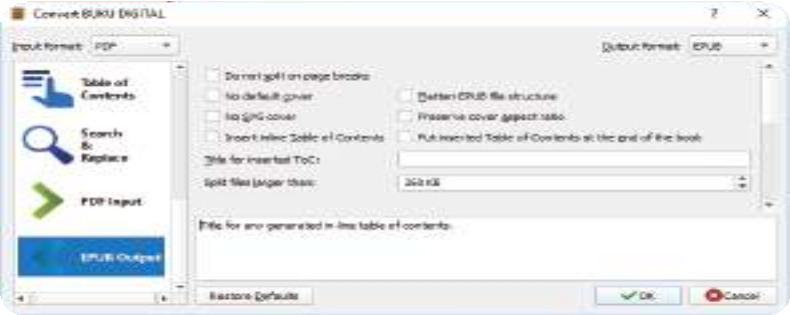 Convert BUKU DIGITAL
Input format: PDF
Output format: EPUB
Table of
Contents
Search
&
Replace
PDF Input
EPUB Output
Do not split on page breaks
No default cover
Flatten EPUB file structure
No SVG cover
Preserve cover aspect ratio
Insert inline Table of Contents
Put inserted Table of Contents at the end of the book
Title for inserted ToC:
Split files larger than:
260 KB
Title for any generated in-line table of contents.
Restore Defaults
OK
Cancel